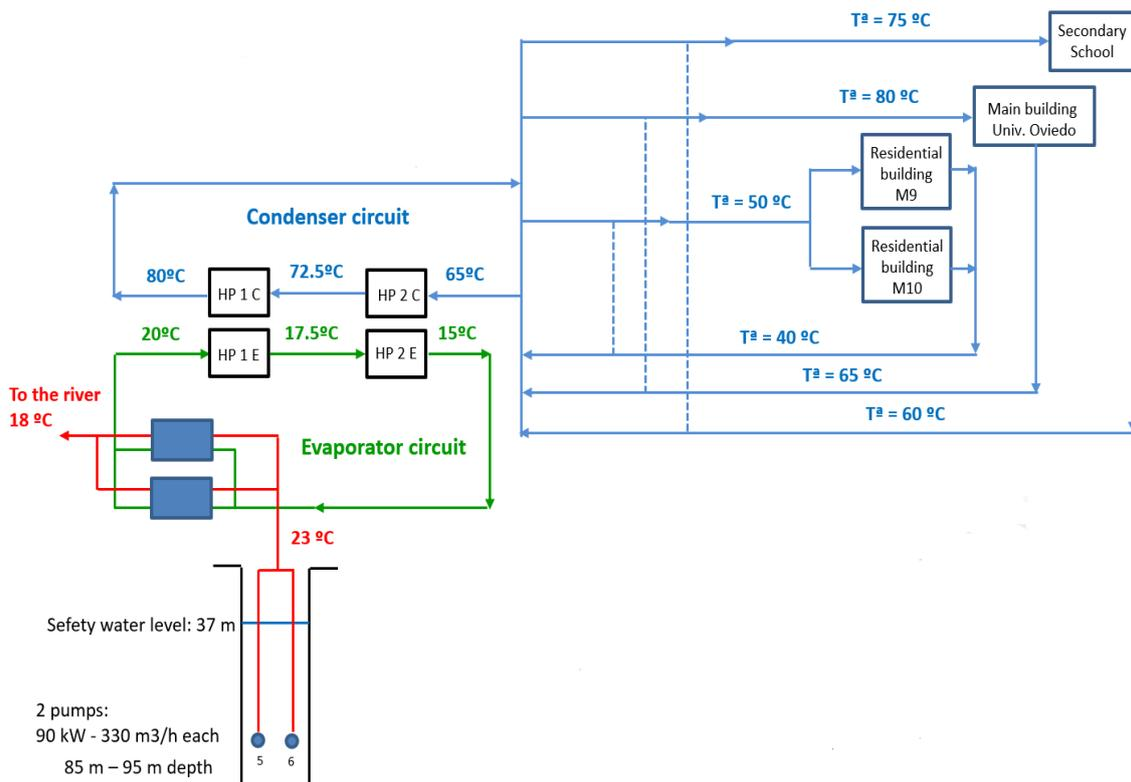 Tª = 75 ºC
Secondary
School
Tª = 80 ºC
Main building
Univ. Oviedo
Residential
building
M9
Tª = 50 ºC
Condenser circuit
Residential
building
M10
80ºC
72.5ºC
65ºC
HP 1 C
HP 2 C
20ºC
17.5ºC
15ºC
HP 1 E
HP 2 E
Tª = 40 ºC
Tª = 65 ºC
Tª = 60 ºC
To the river
18 ºC
Evaporator circuit
23 ºC
Sefety water level: 37 m
2 pumps:
90 kW - 330 m3/h each
85 m – 95 m depth
5
6